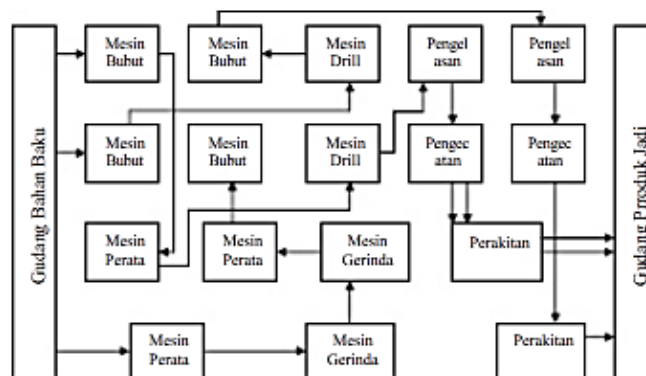 Gudang Bahan Baku
Mesin
Bubut
Mesin
Bubut
Mesin
Drill
Pengel
asan
Pengel
asan
Mesin
Bubut
Mesin
Bubut
Mesin
Drill
Pengec
atan
Pengec
atan
Mesin
Perata
Mesin
Perata
Mesin
Gerinda
Perakitan
Mesin
Perata
Mesin
Gerinda
Perakitan
Gudang Prroduk Jadi